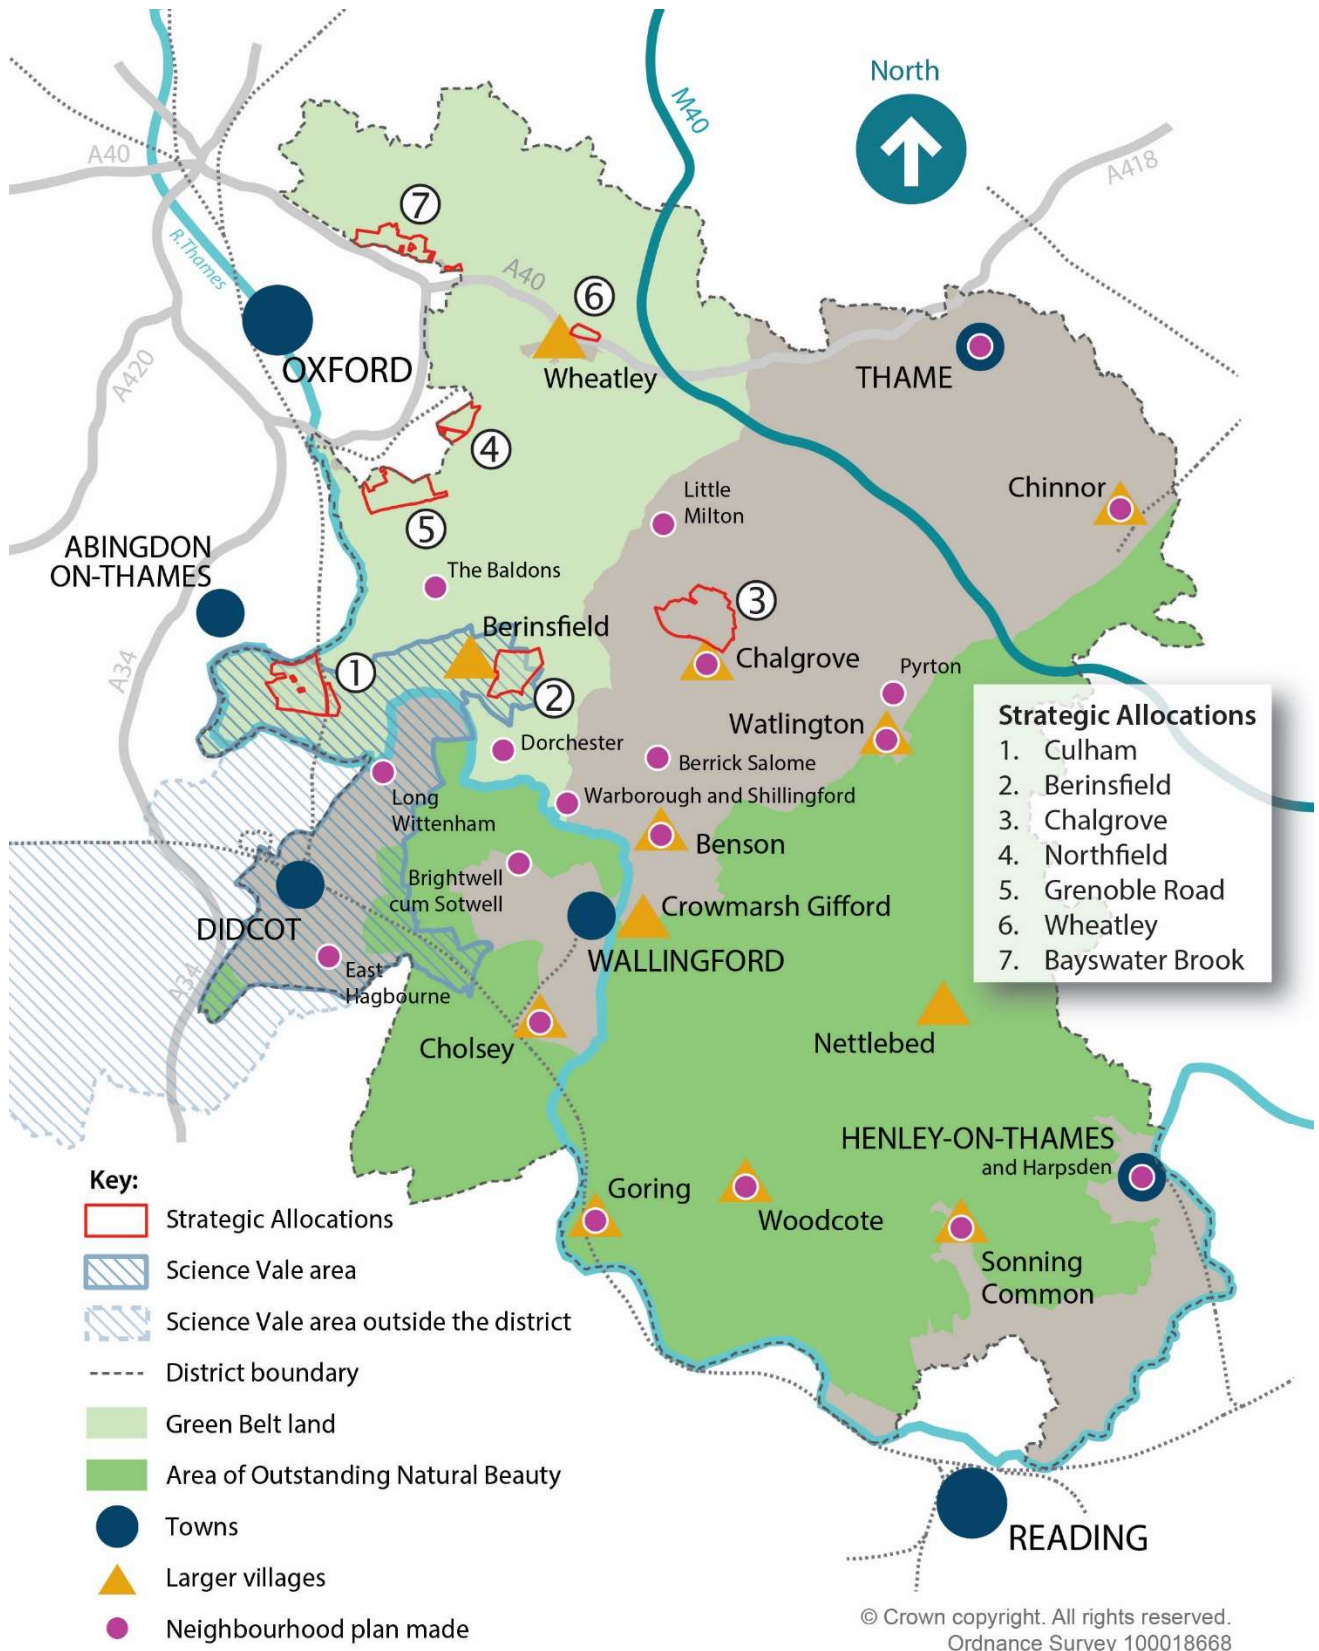 North
M40
A418
A40
R.Thames
A40
OXFORD
A420
Wheatley
THAME
Chinnor
Little
Milton
ABINGDON
ON-THAMES
The Baldons
Berinsfield
A34
Chalgrove
Pyrton
Watlington
Dorchester
Berrick Salome
Warborough and Shillingford
Long
Wittenham
Benson
Brightwell
cum Sotwell
Crowmarsh Gifford
DIDCOT
WALLINGFORD
A34
East
Hagbourne
Cholsey
Nettlebed
HENLEY-ON-THAMES
and Harpsden
Goring
Woodcote
Sonning
Common
READING
7
6
4
5
3
1
2
Strategic Allocations
1. Culham
2. Berinsfield
3. Chalgrove
4. Northfield
5. Grenoble Road
6. Wheatley
7. Bayswater Brook
Key:
Strategic Allocations
Science Vale area
Science Vale area outside the district
District boundary
Green Belt land
Area of Outstanding Natural Beauty
Towns
Larger villages
Neighbourhood plan made
© Crown copyright. All rights reserved.
Ordnance Survey 100018668